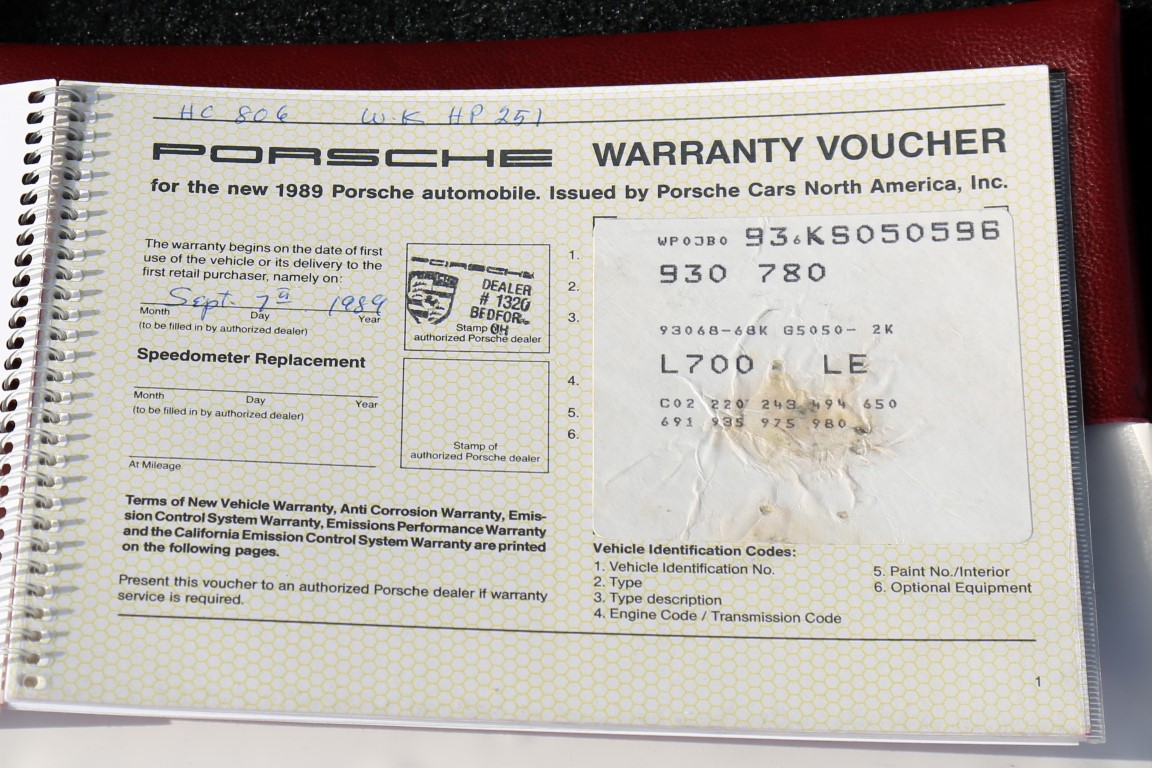 HC 806 W.K HP 251
PORSCHE WARRANTY VOUCHER
for the new 1989 Porsche automobile. Issued by Porsche Cars North America, Inc.
The warranty begins on the date of first
use of the vehicle or its delivery to the
first retail purchaser, namely on:
Sept. 7th 1989
Month Day Year
(to be filled in by authorized dealer)
Speedometer Replacement
Month Day Year
(to be filled in by authorized dealer)
At Mileage
PORSCHE
DEALER
# 1320
BEDFOR
OH
Stamp
authorized Porsche dealer
Stamp of
authorized Porsche dealer
Terms of New Vehicle Warranty, Anti Corrosion Warranty, Emis-
sion Control System Warranty, Emissions Performance Warranty
and the California Emission Control System Warranty are printed
on the following pages.
Present this voucher to an authorized Porsche dealer if warranty
service is required.
1. WP0JB0 93.KS050596
2. 930 780
3.
93068-68K G5050- 2K
4. L700 - LE
5. C02 220 243 494 650
6. 691 935 975 980
Vehicle Identification Codes:
1. Vehicle Identification No.
2. Type
3. Type description
4. Engine Code / Transmission Code
5. Paint No./Interior
6. Optional Equipment
1